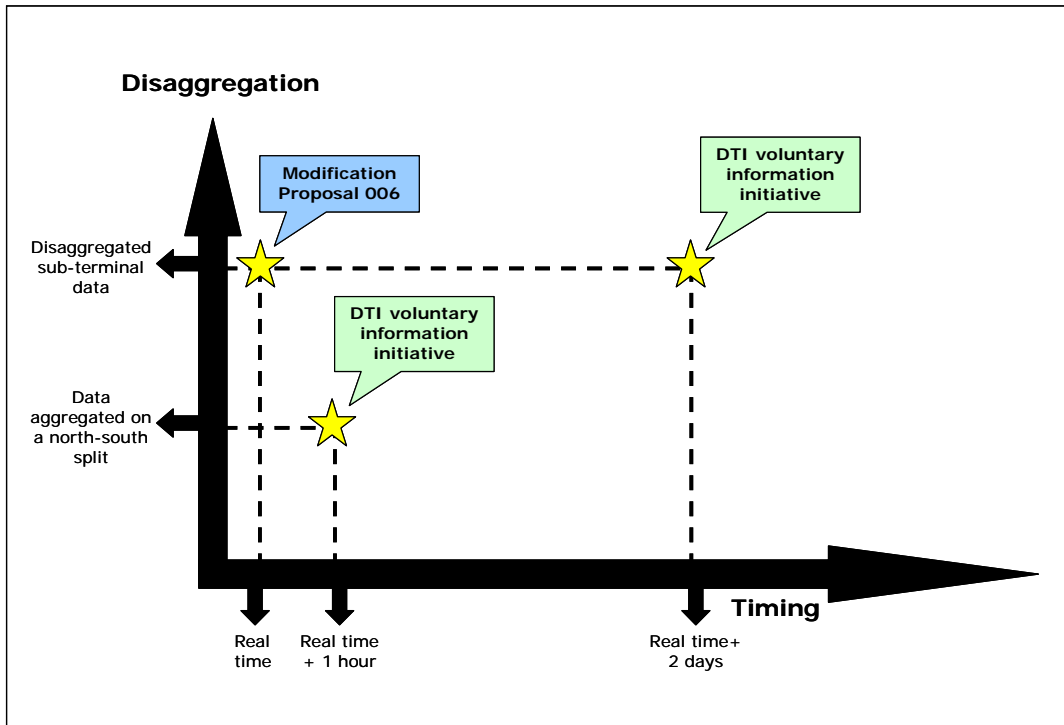 Disaggregation
Modification
Proposal 006
DTI voluntary
information
initiative
Disaggregated
sub-terminal
data
DTI voluntary
information
initiative
Data
aggregated on
a north-south
split
Timing
Real
time
Real time
+ 1 hour
Real time+
2 days